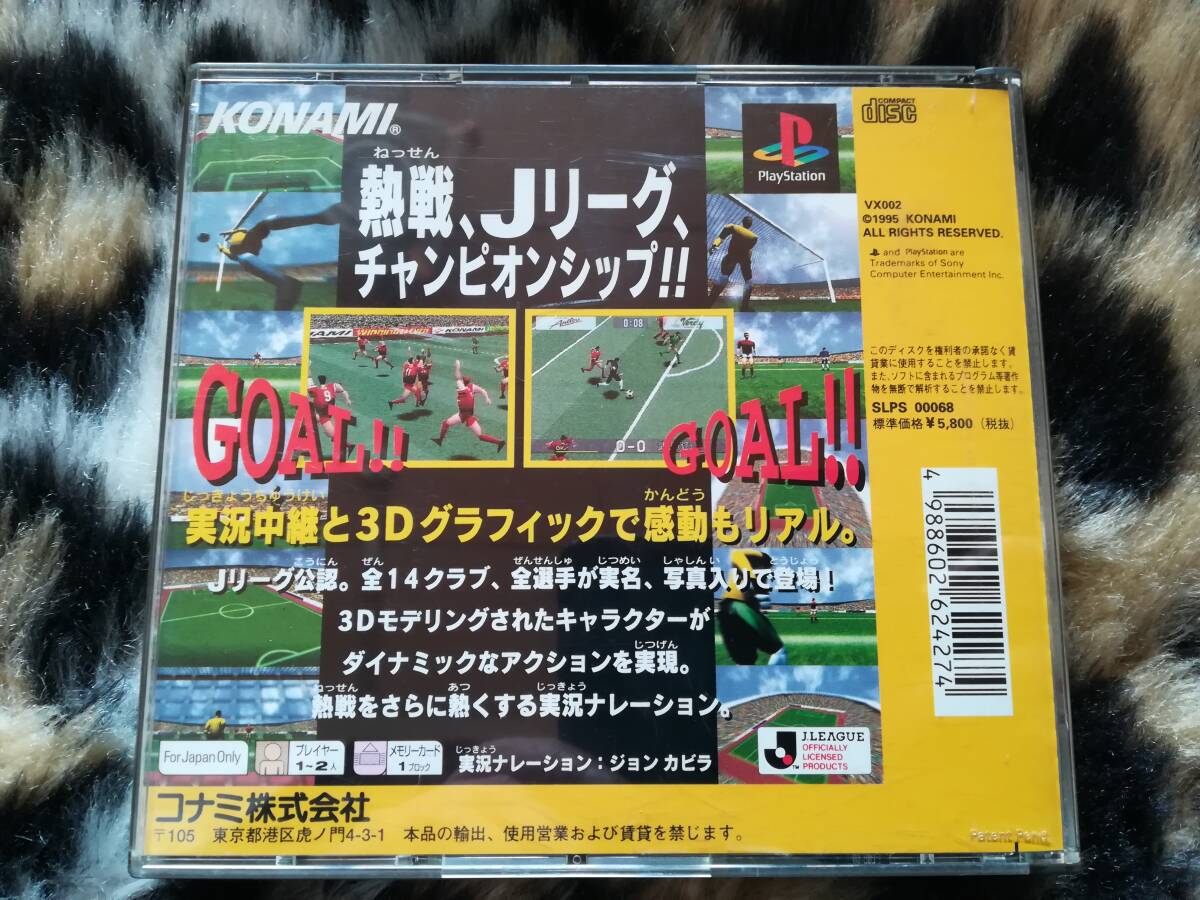 KONAMI®
ねっせん
熱戦、Jリーグ、
チャンピオンシップ!!
PlayStation
COMPACT
disc
VX002
©1995 KONAMI
ALL RIGHTS RESERVED.
and PlayStation are
Trademarks of Sony
Computer Entertainment Inc.
KONAMI
0:08
Verdy
9
0-0
GOAL!!
GOAL!!
このディスクを権利者の承諾なく賃
貸業に使用することを禁止します。
また、ソフトに含まれるプログラム等著作
物を無断で解析することを禁止します。
SLPS 00068
標準価格¥5,800（税抜）
4 988602 624274
じっきょうちゅうけい かんどう
実況中継と3Dグラフィックで感動もリアル。
こうにん ぜん ぜんせんしゅ じつめい しゃしんい とうじょう
Jリーグ公認。全14クラブ、全選手が実名、写真入りで登場!
3Dモデリングされたキャラクターが
じつげん
ダイナミックなアクションを実現。
ねっせん あつ じっきょう
熱戦をさらに熱くする実況ナレーション。
For Japan Only
プレイヤー
1~2人
メモリーカード
1ブロック
じっきょう
実況ナレーション：ジョン カビラ
J.LEAGUE
OFFICIALLY
LICENSED
PRODUCTS
TM
コナミ株式会社
〒105 東京都港区虎ノ門4-3-1 本品の輸出、使用営業および賃貸を禁じます。
Patent Pend.